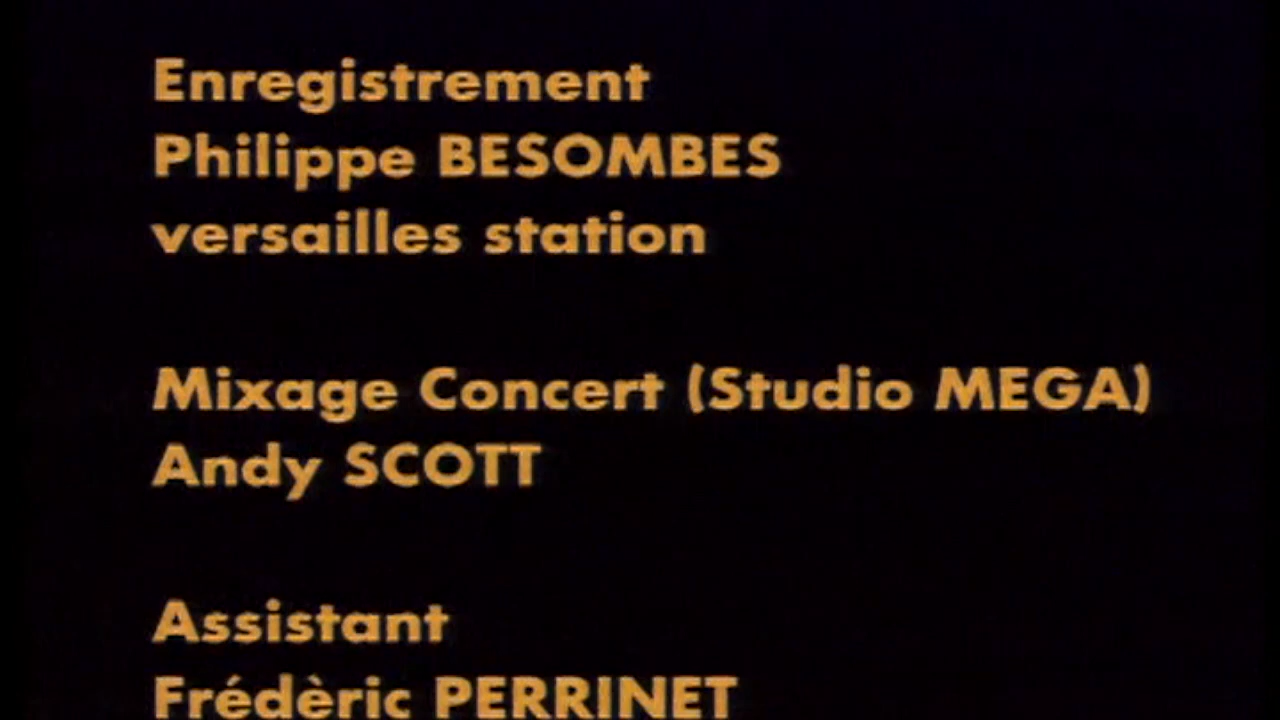 Enregistrement
Philippe BESOMBES
versailles station
Mixage Concert (Studio MEGA)
Andy SCOTT
Assistant
Frédèric PERRINET